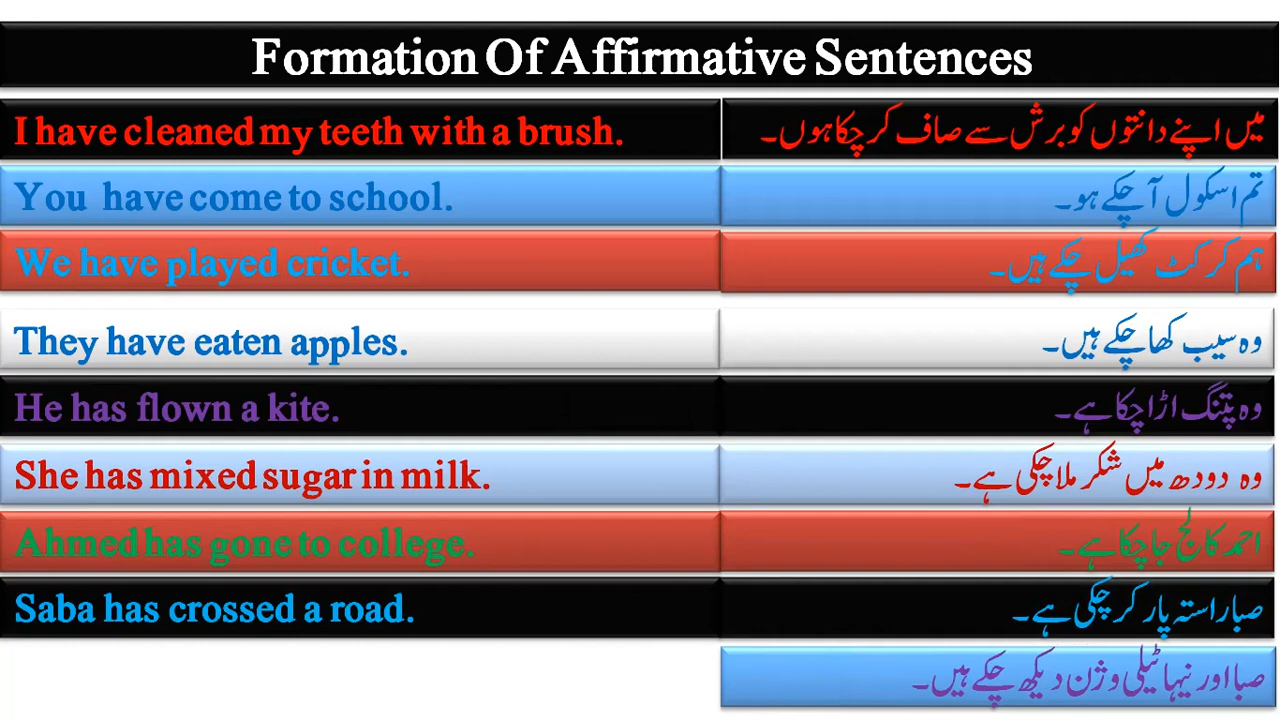 Formation Of Affirmative Sentences
I have cleaned my teeth with a brush.
میں اپنے دانتوں کو برش سے صاف کر چکا ہوں۔
You have come to school.
تم اسکول آ چکے ہو۔
We have played cricket.
ہم کرکٹ کھیل چکے ہیں۔
They have eaten apples.
وہ سیب کھا چکے ہیں۔
He has flown a kite.
وہ پتنگ اڑا چکا ہے۔
She has mixed sugar in milk.
وہ دودھ میں شکر ملا چکی ہے۔
Ahmed has gone to college.
احمد کالج جا چکا ہے۔
Saba has crossed a road.
صبا راستہ پار کر چکی ہے۔
صبا اور نیہا ٹیلی وژن دیکھ چکے ہیں۔